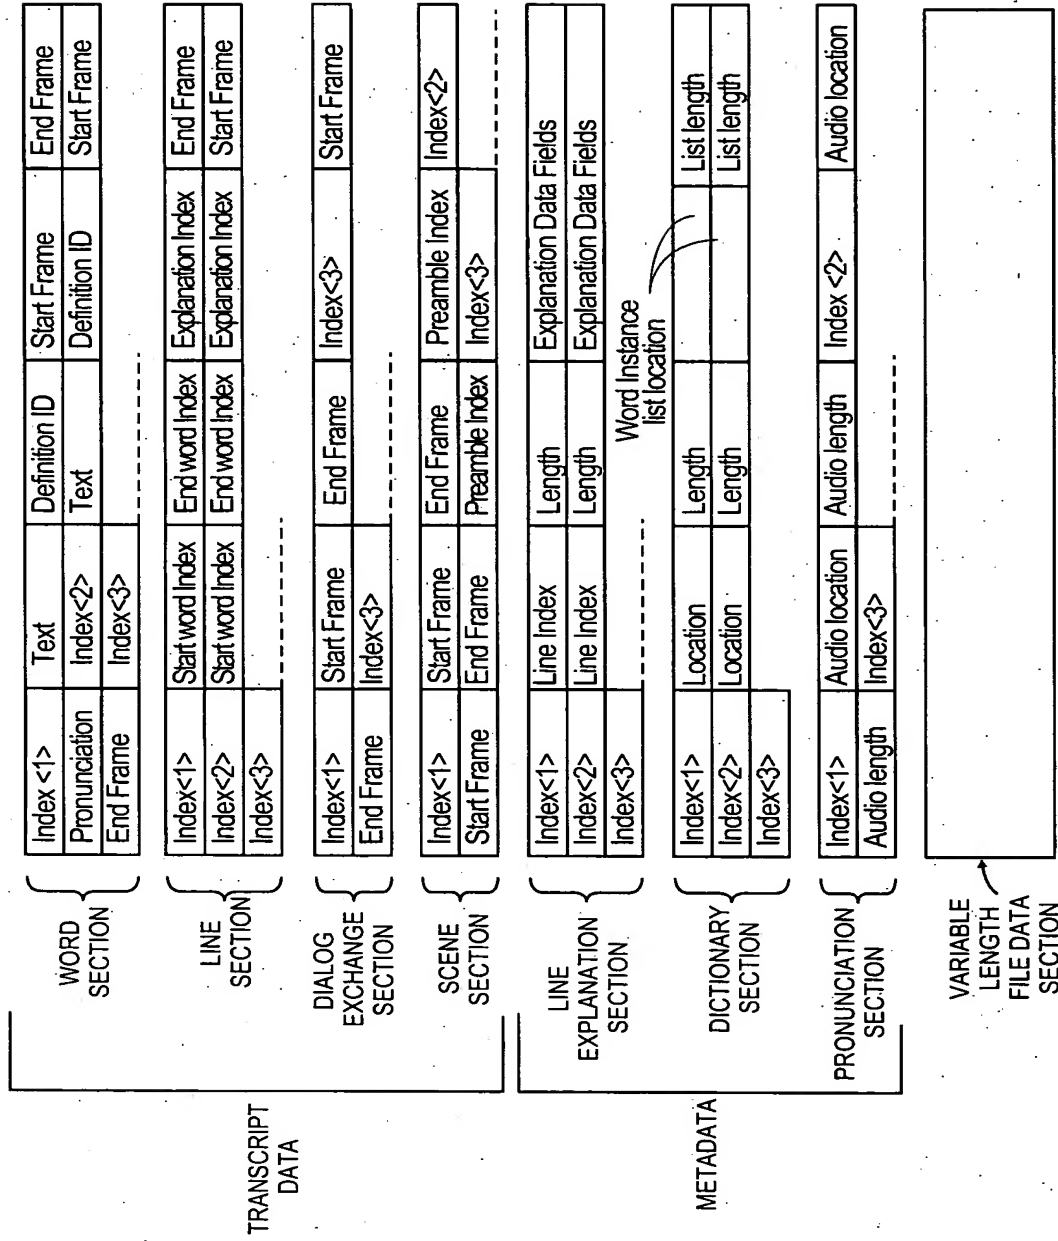 TRANSCRIPT
DATA
WORD
SECTION
Index <1> Text Definition ID Start Frame End Frame
Pronunciation Index<2> Text Definition ID Start Frame
End Frame Index<3>
LINE
SECTION
Index<1> Start word Index End word Index Explanation Index End Frame
Index<2> Start word Index End word Index Explanation Index Start Frame
Index<3>
DIALOG
EXCHANGE
SECTION
Index<1> Start Frame End Frame Index<3> Start Frame
End Frame Index<3>
SCENE
SECTION
Index<1> Start Frame End Frame Preamble Index Index<2>
Start Frame End Frame Preamble Index Index<3>
METADATA
LINE
EXPLANATION
SECTION
Index<1> Line Index Length Explanation Data Fields
Index<2> Line Index Length Explanation Data Fields
Index<3>
Word Instance
list location
DICTIONARY
SECTION
Index<1> Location Length List length
Index<2> Location Length List length
Index<3>
PRONUNCIATION
SECTION
Index<1> Audio location Audio length Index <2> Audio location
Audio length Index<3>
VARIABLE
LENGTH
FILE DATA
SECTION